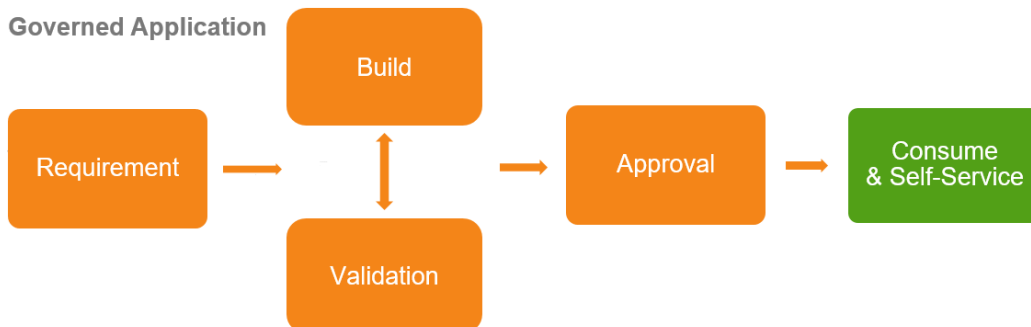 Governed Application
Build
Requirement
Approval
Consume
& Self-Service
Validation